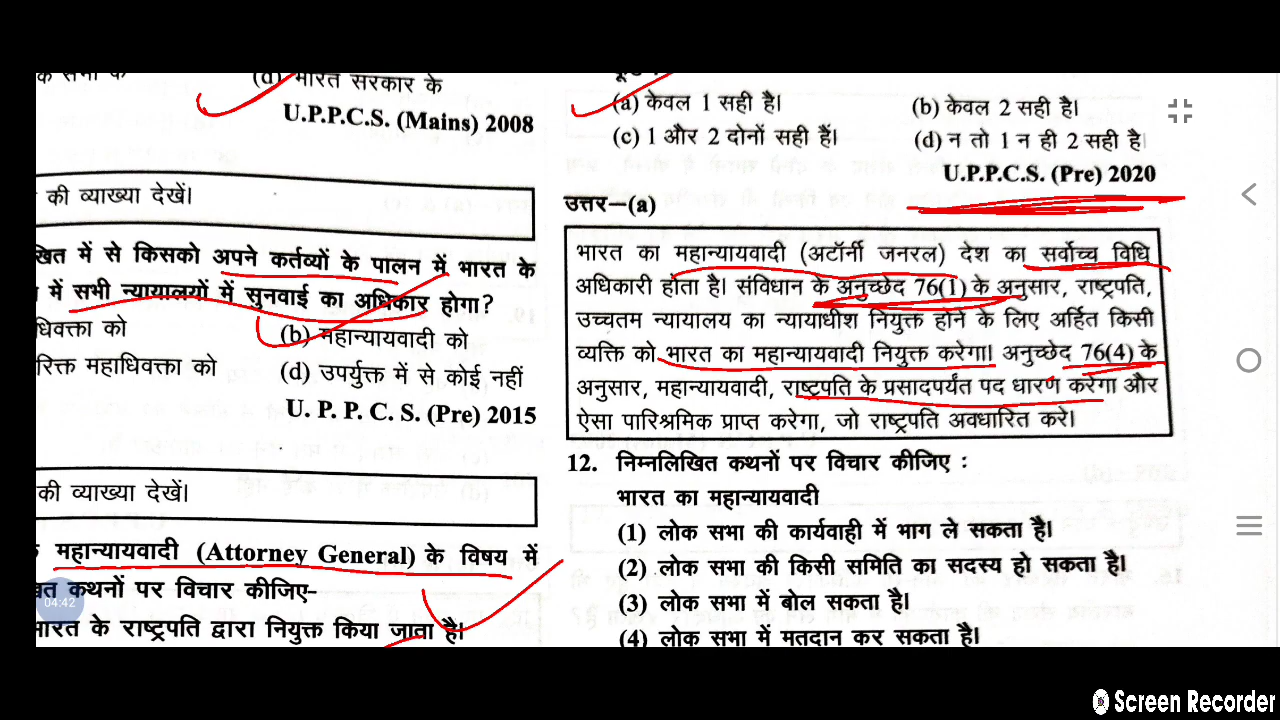 (d) भारत सरकार के
U.P.P.C.S. (Mains) 2008
की व्याख्या देखें।
में से किसको अपने कर्तव्यों के पालन में भारत के
में सभी न्यायालयों में सुनवाई का अधिकार होगा?
को
(b) महान्यायवादी को
महाधिवक्ता को
(d) उपर्युक्त में से कोई नहीं
U. P. P. C. S. (Pre) 2015
की व्याख्या देखें।
महान्यायवादी (Attorney General) के विषय में
कथनों पर विचार कीजिए-
के राष्ट्रपति द्वारा नियुक्त किया जाता है।
(a) केवल 1 सही है।
(b) केवल 2 सही है।
(c) 1 और 2 दोनों सही हैं।
(d) न तो 1 न ही 2 सही है।
U.P.P.C.S. (Pre) 2020
उत्तर—(a)
भारत का महान्यायवादी (अटॉर्नी जनरल) देश का सर्वोच्च विधि
अधिकारी होता है। संविधान के अनुच्छेद 76(1) के अनुसार, राष्ट्रपति,
उच्चतम न्यायालय का न्यायाधीश नियुक्त होने के लिए अर्हित किसी
व्यक्ति को भारत का महान्यायवादी नियुक्त करेगा। अनुच्छेद 76(4) के
अनुसार, महान्यायवादी, राष्ट्रपति के प्रसादपर्यंत पद धारण करेगा और
ऐसा पारिश्रमिक प्राप्त करेगा, जो राष्ट्रपति अवधारित करे।
12. निम्नलिखित कथनों पर विचार कीजिए :
भारत का महान्यायवादी
(1) लोक सभा की कार्यवाही में भाग ले सकता है।
(2) लोक सभा की किसी समिति का सदस्य हो सकता है।
(3) लोक सभा में बोल सकता है।
(4) लोक सभा में मतदान कर सकता है।
04:42
Screen Recorder